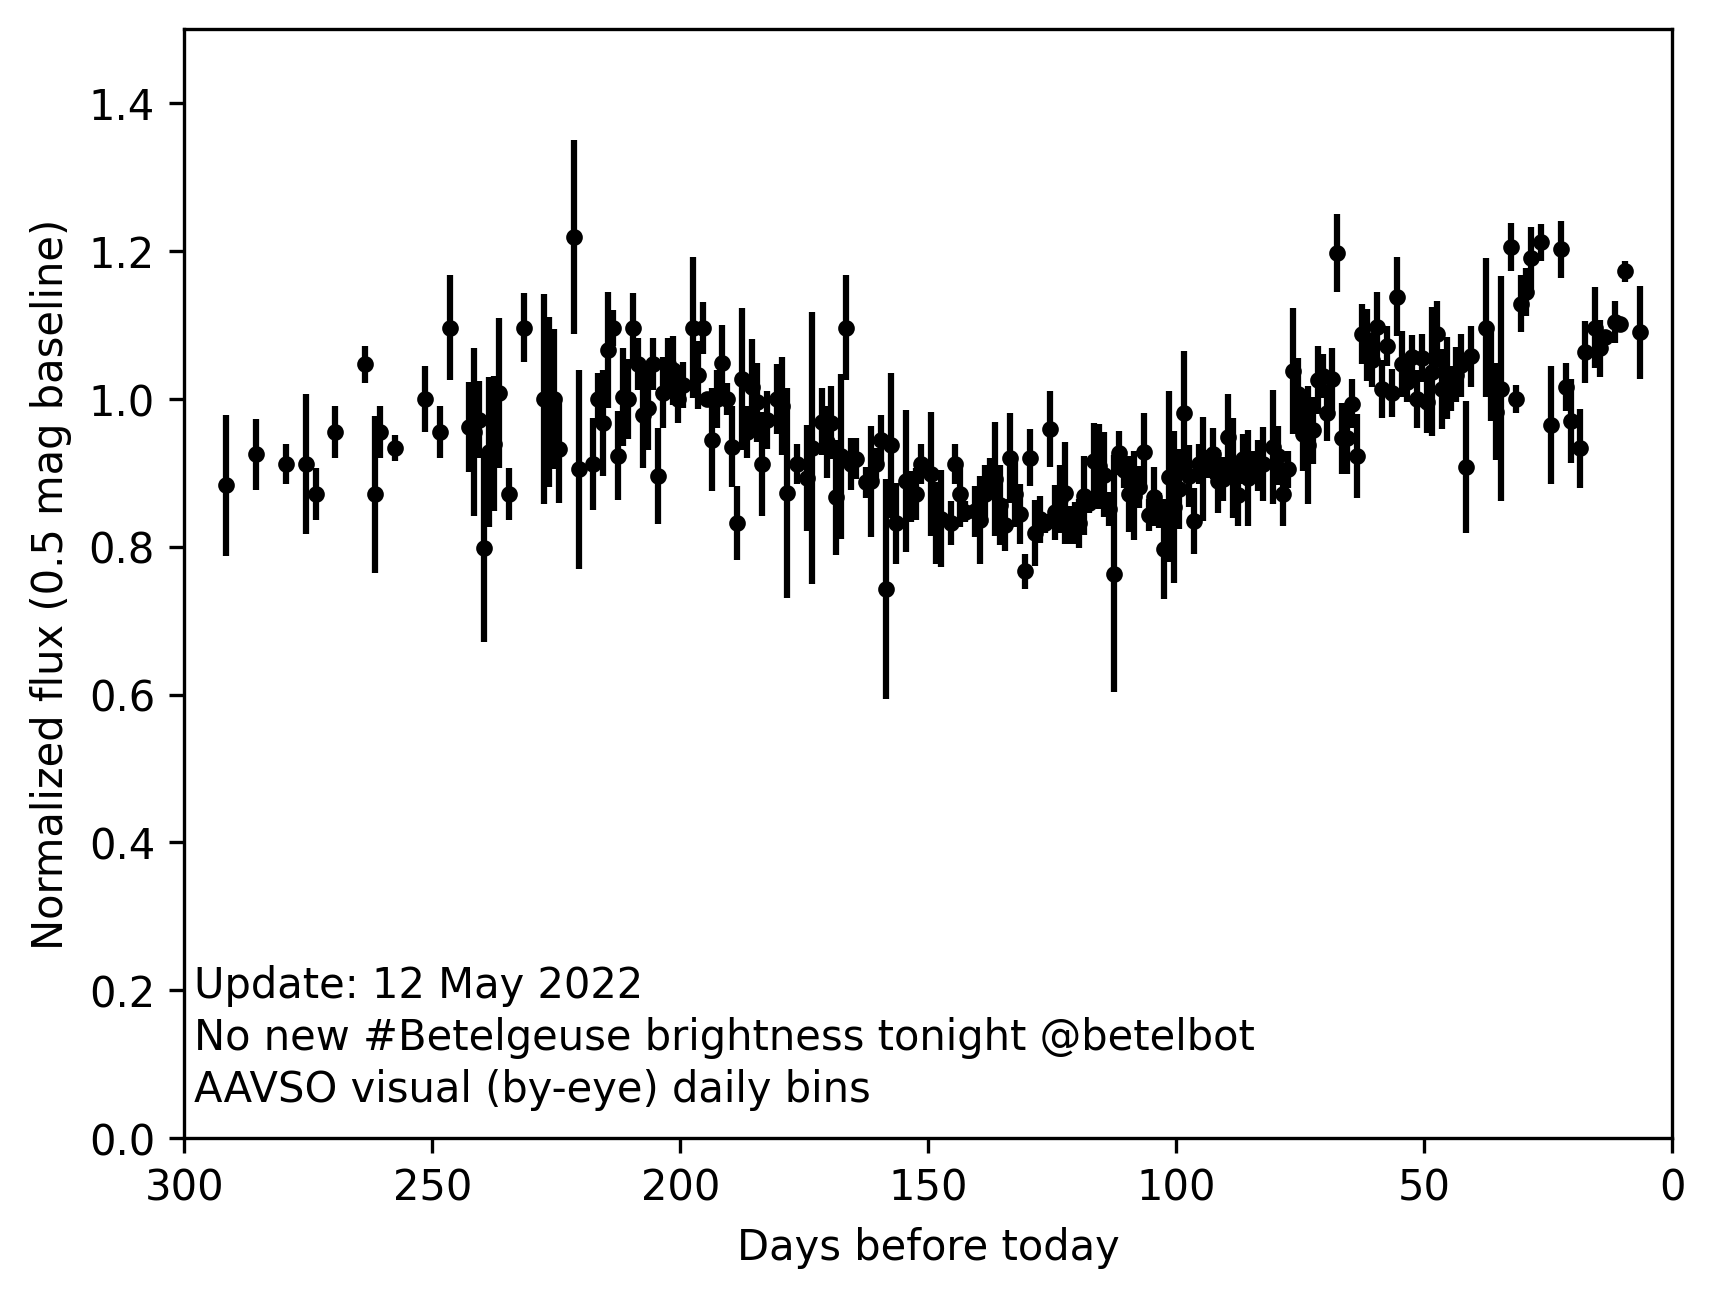 1.4
1.2
1.0
0.8
0.6
0.4
0.2
0.0
Normalized flux (0.5 mag baseline)
Update: 12 May 2022
No new #Betelgeuse brightness tonight @betelbot
AAVSO visual (by-eye) daily bins
300 250 200 150 100 50 0
Days before today